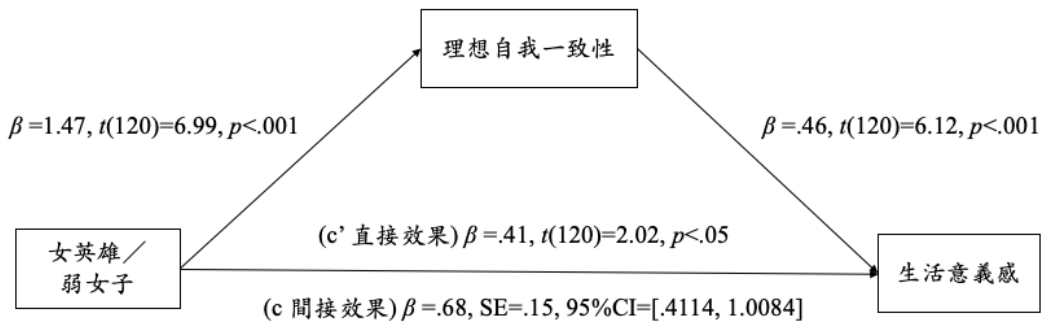 理想自我一致性
β =1.47, t(120)=6.99, p<.001
β=.46, t(120)=6.12, p<.001
女英雄／
弱女子
(c’ 直接效果) β =.41, t(120)=2.02, p<.05
生活意義感
(c 間接效果) β =.68, SE=.15, 95%CI=[.4114, 1.0084]